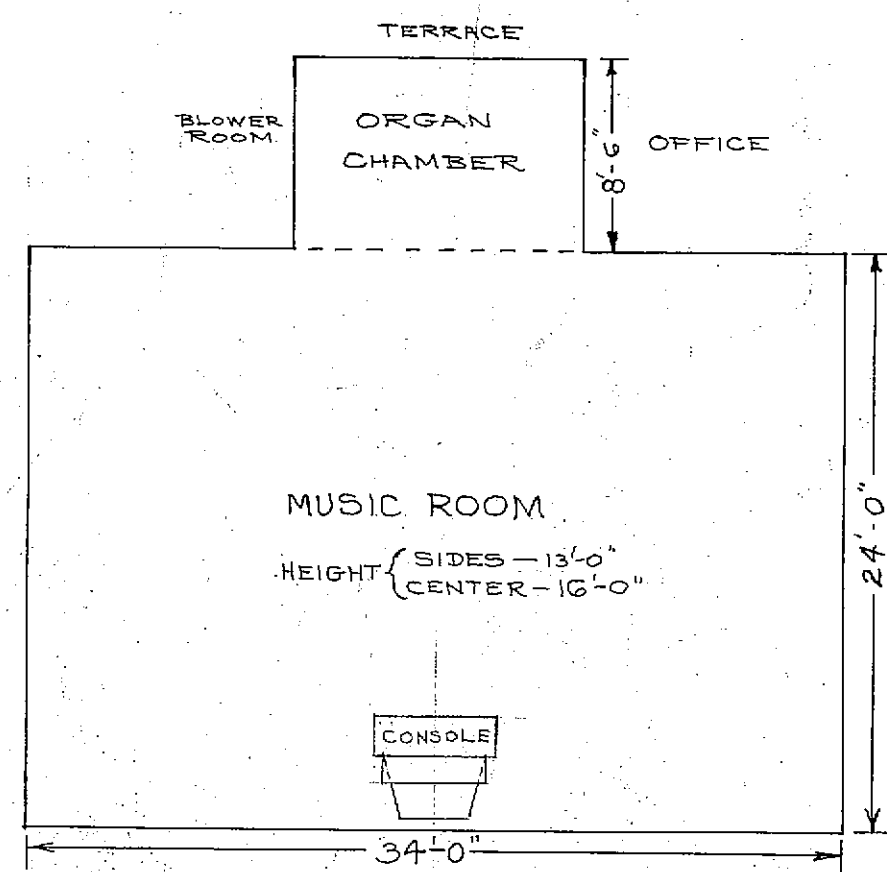 TERRACE
BLOWER
ROOM
ORGAN
CHAMBER
8'-6"
OFFICE
MUSIC ROOM
HEIGHT { SIDES — 13'-0"
CENTER — 16'-0"
24'-0"
CONSOLE
34'-0"